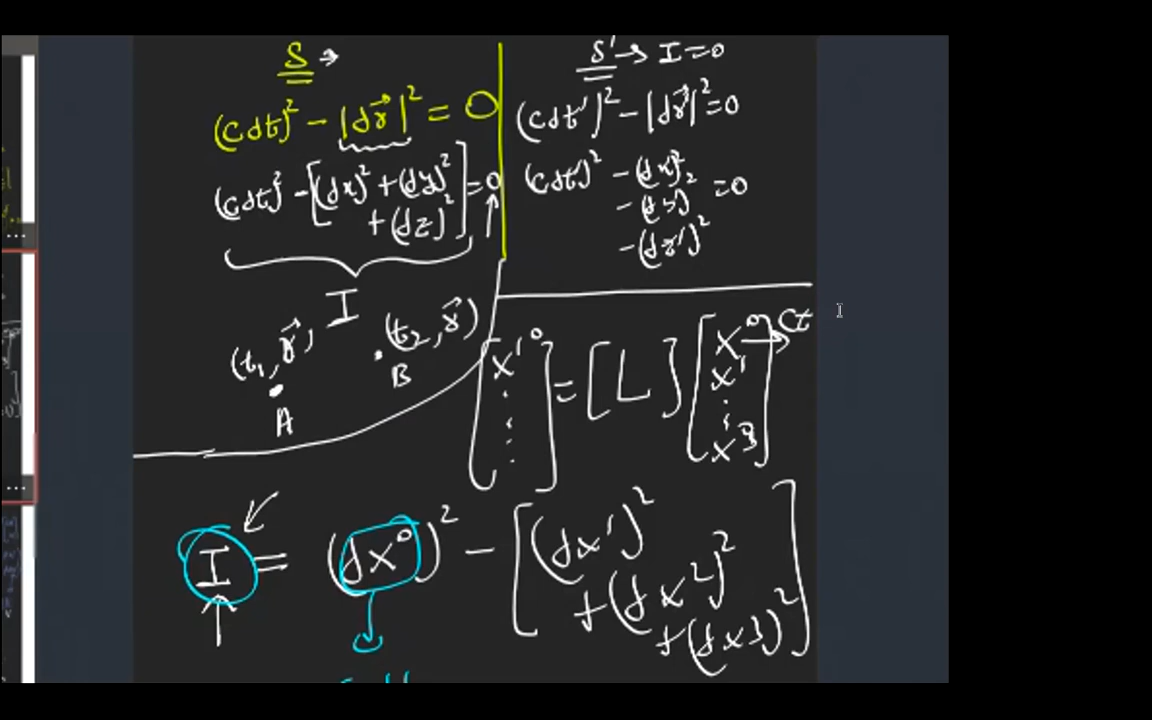 S →
(cdt)² − |dr⃗|² = 0
(cdt)² − [(dx)² + (dy)² + (dz)²] = 0
I
(t₁, r⃗)
A
(t₂, r⃗)
B
S' → I = 0
(cdt')² − |dr⃗'|² = 0
(cdt')² − (dx')²
− (dy')² = 0
− (dz')²
[x'⁰ ⋮] = [L] [x⁰ x¹ ⋮ x³] → ct
I = (dx⁰)² − [(dx¹)²
+ (dx²)²
+ (dx³)²]